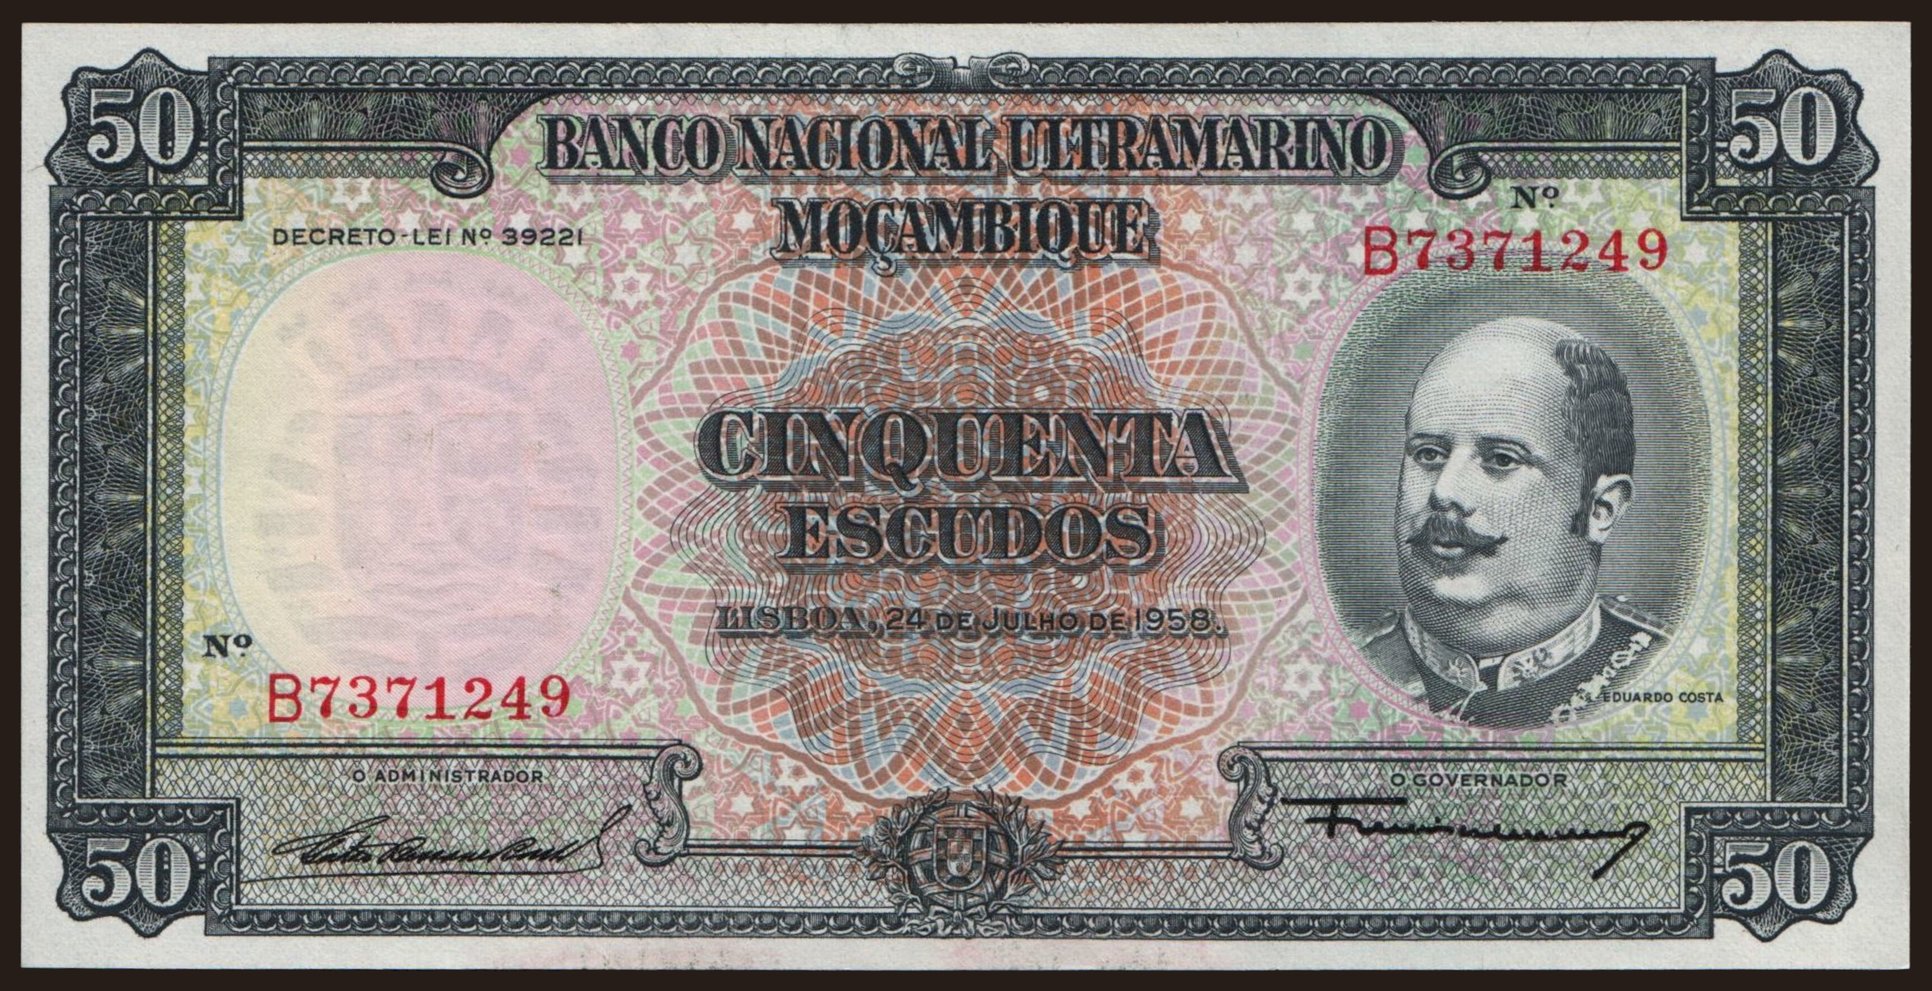 50
50
BANCO NACIONAL ULTRAMARINO
MOÇAMBIQUE
Nº
DECRETO-LEI Nº 39221
B7371249
CINQUENTA
ESCUDOS
LISBOA, 24 DE JULHO DE 1958.
Nº
B7371249
EDUARDO COSTA
O ADMINISTRADOR
O GOVERNADOR
50
50